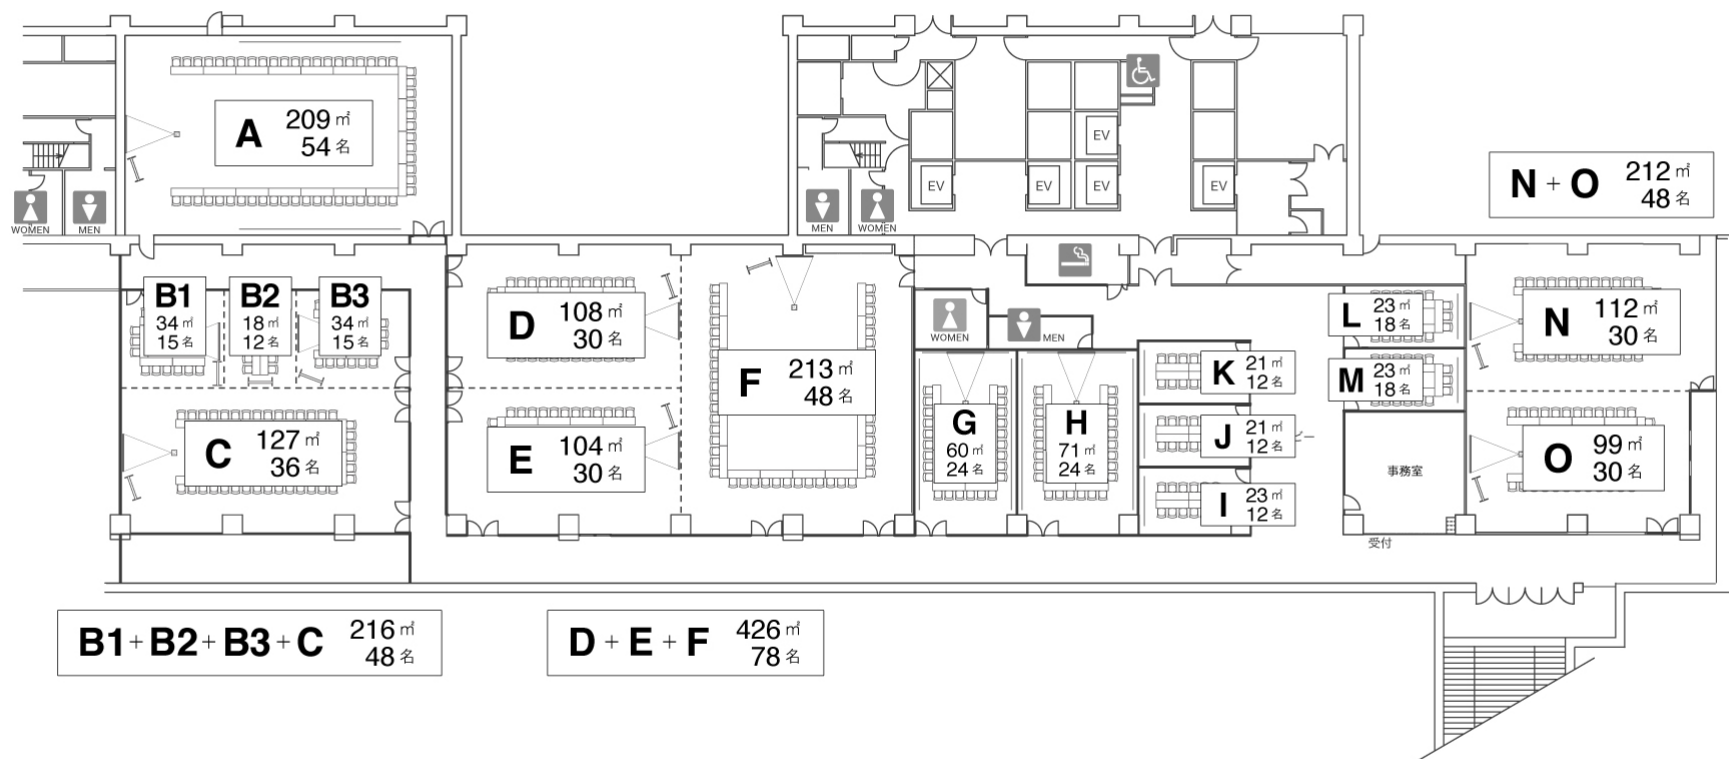 A 209㎡
54名
EV
EV EV EV EV
N + O 212㎡
48名
WOMEN MEN
MEN WOMEN
B1
34㎡
15名
B2
18㎡
12名
B3
34㎡
15名
C 127㎡
36名
D 108㎡
30名
E 104㎡
30名
F 213㎡
48名
WOMEN MEN
G
60㎡
24名
H
71㎡
24名
K 21㎡
12名
J 21㎡
12名
I 23㎡
12名
L 23㎡
18名
M 23㎡
18名
事務室
受付
N 112㎡
30名
O 99㎡
30名
B1+B2+B3+C 216㎡
48名
D + E + F 426㎡
78名